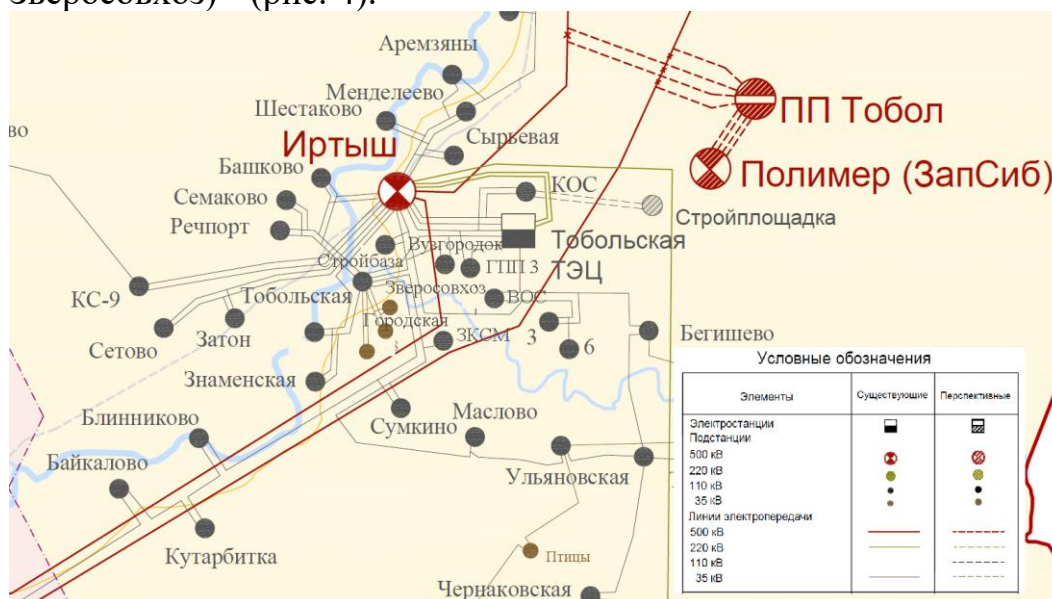 Зверосовхоз) – (рис. 4).
Аремзяны
Менделеево
Шестаково
ПП Тобол
Иртыш
Сырьевая
во
Башково
Полимер (ЗапСиб)
КОС
Семаково
Стройплощадка
Речпорт
Тобольская
ТЭЦ
Вузгородок
Стройбаза
ГПП 3
Зверосовхоз
КС-9
Тобольская
ВОС
Городская
Сетово
Затон
ЗКСМ
3
6
Бегишево
Знаменская
Блинниково
Сумкино
Маслово
Байкалово
Ульяновская
Кутарбитка
Птицы
Чернаковская
Условные обозначения
Элементы
Существующие
Перспективные
Электростанции
Подстанции
500 кВ
220 кВ
110 кВ
35 кВ
Линии электропередачи
500 кВ
220 кВ
110 кВ
35 кВ